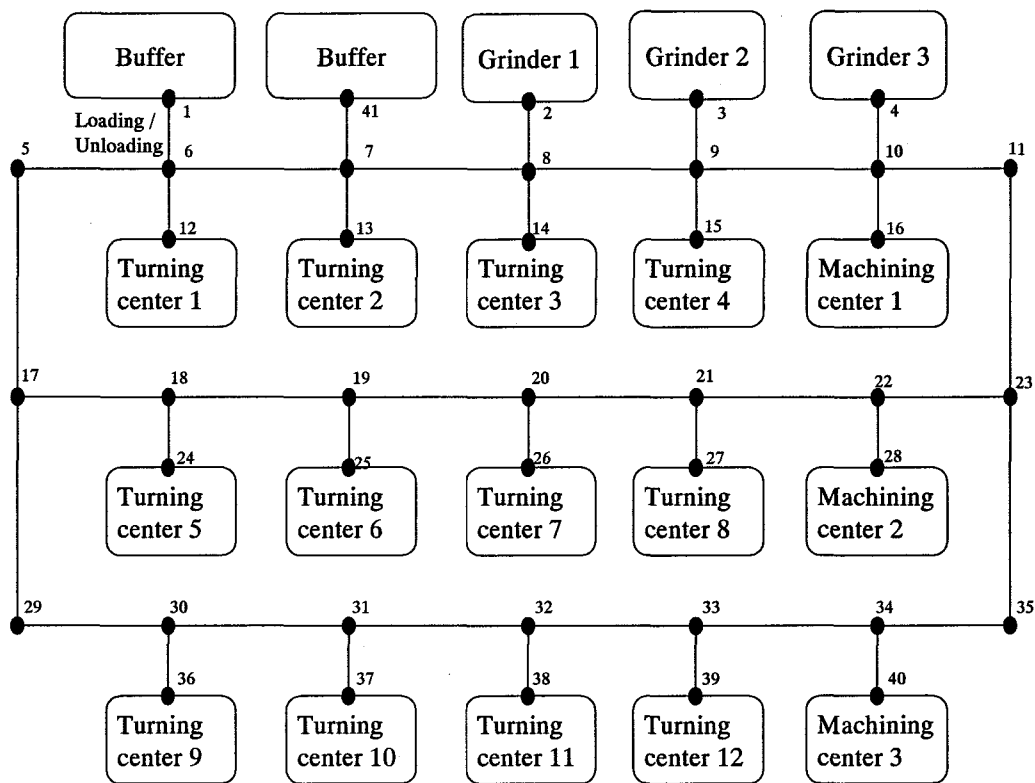 Buffer
Buffer
Grinder 1
Grinder 2
Grinder 3
1
41
2
3
4
Loading /
Unloading
5
6
7
8
9
10
11
12
13
14
15
16
Turning
center 1
Turning
center 2
Turning
center 3
Turning
center 4
Machining
center 1
17
18
19
20
21
22
23
24
25
26
27
28
Turning
center 5
Turning
center 6
Turning
center 7
Turning
center 8
Machining
center 2
29
30
31
32
33
34
35
36
37
38
39
40
Turning
center 9
Turning
center 10
Turning
center 11
Turning
center 12
Machining
center 3